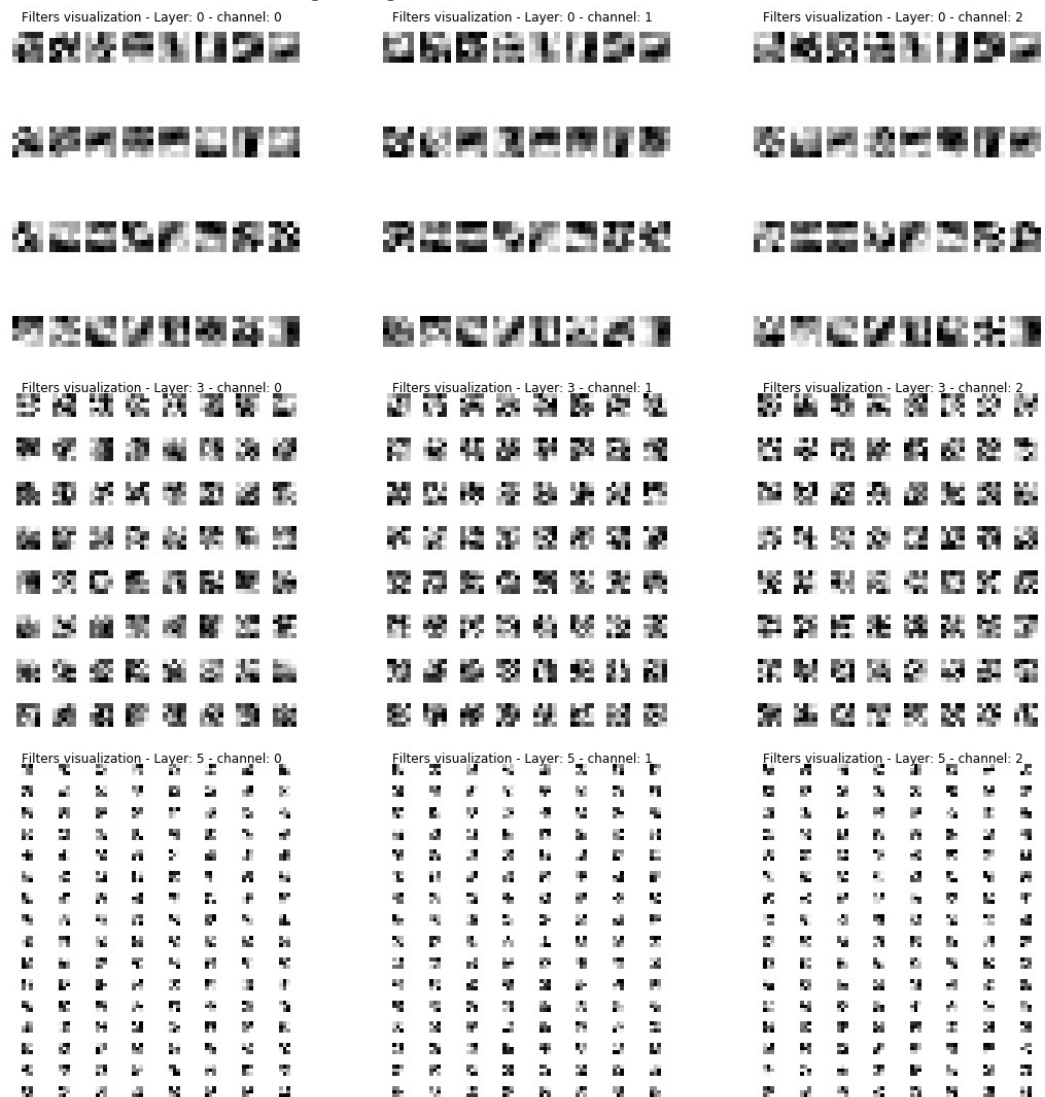 Filters visualization - Layer: 0 - channel: 0
Filters visualization - Layer: 0 - channel: 1
Filters visualization - Layer: 0 - channel: 2
Filters visualization - Layer: 3 - channel: 0
Filters visualization - Layer: 3 - channel: 1
Filters visualization - Layer: 3 - channel: 2
Filters visualization - Layer: 5 - channel: 0
Filters visualization - Layer: 5 - channel: 1
Filters visualization - Layer: 5 - channel: 2